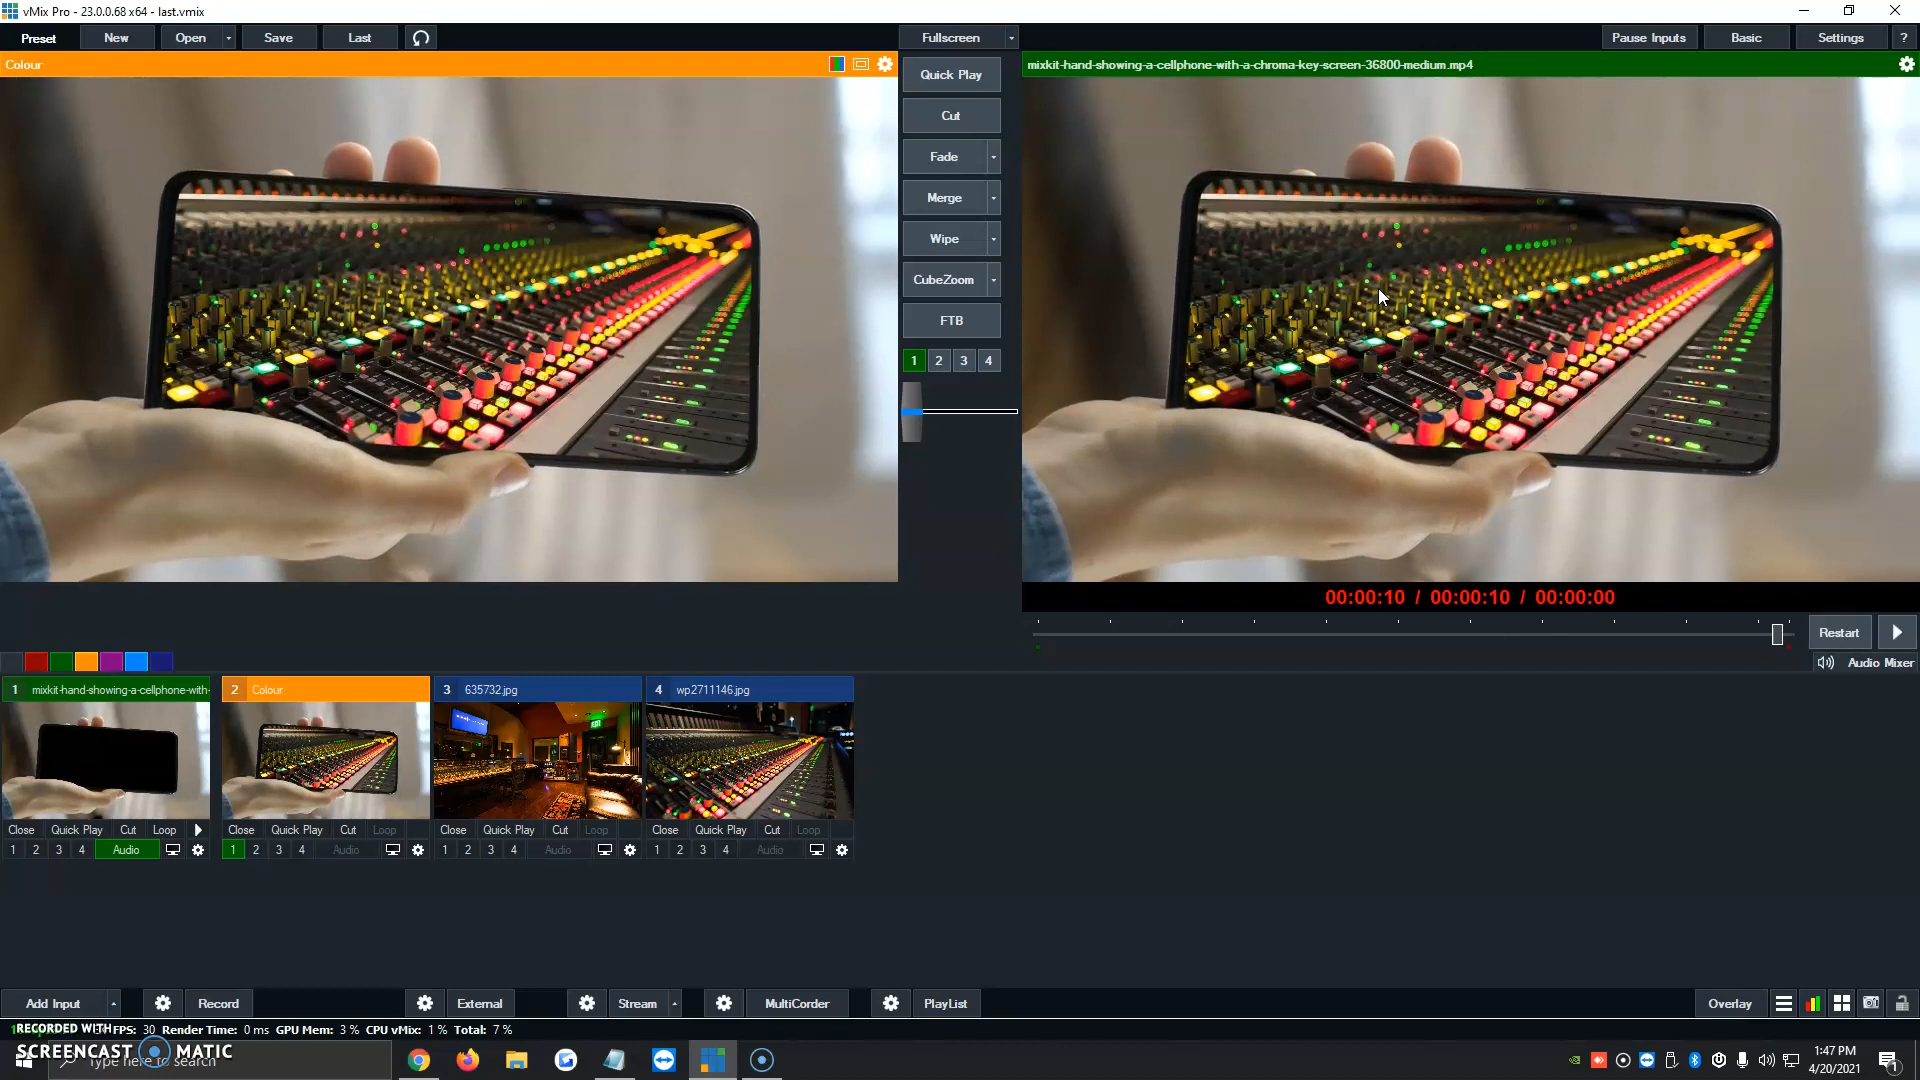 vMix Pro - 23.0.0.68 x64 - last.vmix
Preset New Open Save Last Fullscreen Pause Inputs Basic Settings ?
Colour
mixkit-hand-showing-a-cellphone-with-a-chroma-key-screen-36800-medium.mp4
Quick Play
Cut
Fade
Merge
Wipe
CubeZoom
FTB
1 2 3 4
00:00:10 / 00:00:10 / 00:00:00
Restart
Audio Mixer
1 mixkit-hand-showing-a-cellphone-with-
2 Colour
3 635732.jpg
4 wp2711146.jpg
EXIT
Close Quick Play Cut Loop
Close Quick Play Cut Loop
Close Quick Play Cut Loop
Close Quick Play Cut Loop
1 2 3 4 Audio
1 2 3 4 Audio
1 2 3 4 Audio
1 2 3 4 Audio
Add Input Record External Stream MultiCorder PlayList Overlay
RECORDED WITH FPS: 30 Render Time: 0 ms GPU Mem: 3 % CPU vMix: 1 % Total: 7 %
SCREENCAST MATIC
Type here to search
1:47 PM
4/20/2021
1